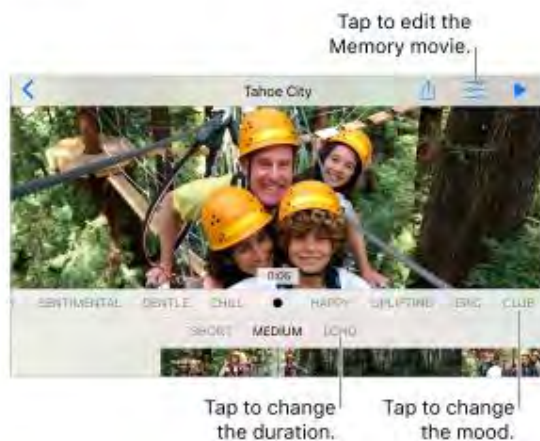 Tap to edit the
Memory movie.
Tahoe City
0:06
SENTIMENTAL GENTLE CHILL HAPPY UPLIFTING EPIC CLUB
SHORT MEDIUM LONG
Tap to change
the duration.
Tap to change
the mood.